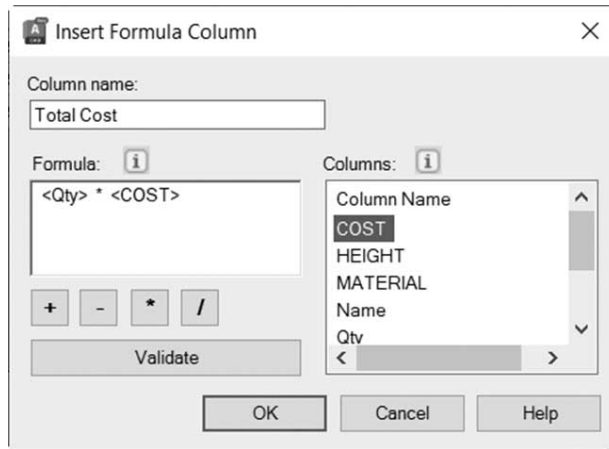 Insert Formula Column
Column name:
Total Cost
Formula:
<Qty> * <COST>
+ - * /
Validate
Columns:
Column Name
COST
HEIGHT
MATERIAL
Name
Qty
OK Cancel Help